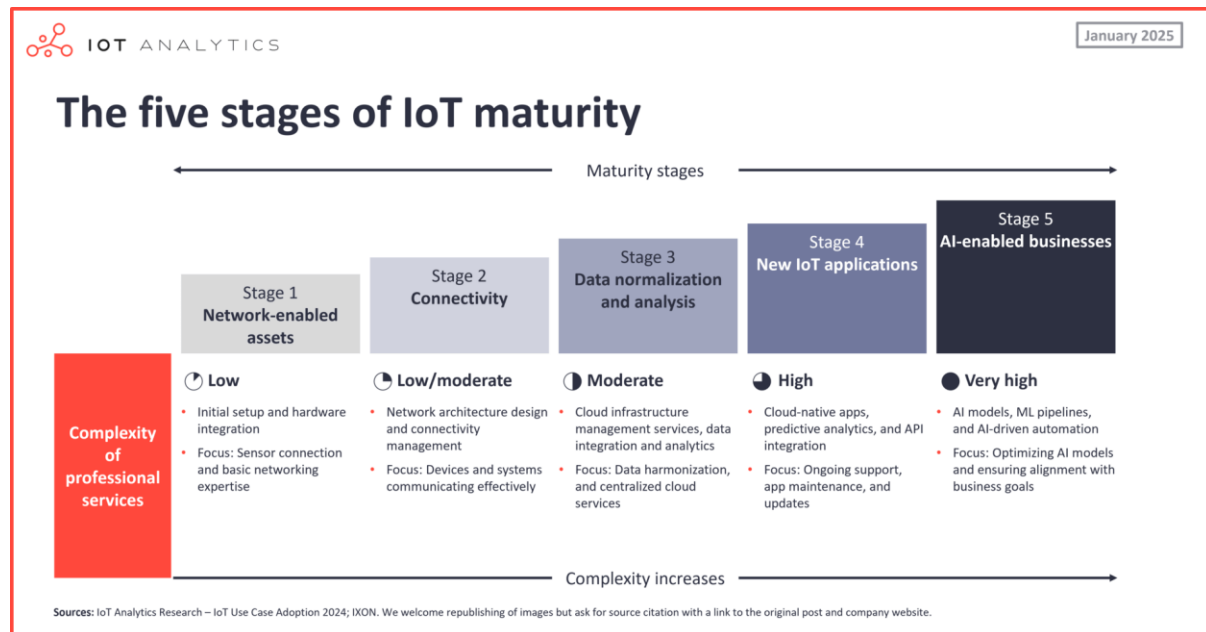 IOT ANALYTICS
January 2025
The five stages of IoT maturity
Maturity stages
Stage 1
Network-enabled
assets
Stage 2
Connectivity
Stage 3
Data normalization
and analysis
Stage 4
New IoT applications
Stage 5
AI-enabled businesses
Complexity
of
professional
services
Low
• Initial setup and hardware
integration
• Focus: Sensor connection
and basic networking
expertise
Low/moderate
• Network architecture design
and connectivity
management
• Focus: Devices and systems
communicating effectively
Moderate
• Cloud infrastructure
management services, data
integration and analytics
• Focus: Data harmonization,
and centralized cloud
services
High
• Cloud-native apps,
predictive analytics, and API
integration
• Focus: Ongoing support,
app maintenance, and
updates
Very high
• AI models, ML pipelines,
and AI-driven automation
• Focus: Optimizing AI models
and ensuring alignment with
business goals
Complexity increases
Sources: IoT Analytics Research – IoT Use Case Adoption 2024; IXON. We welcome republishing of images but ask for source citation with a link to the original post and company website.